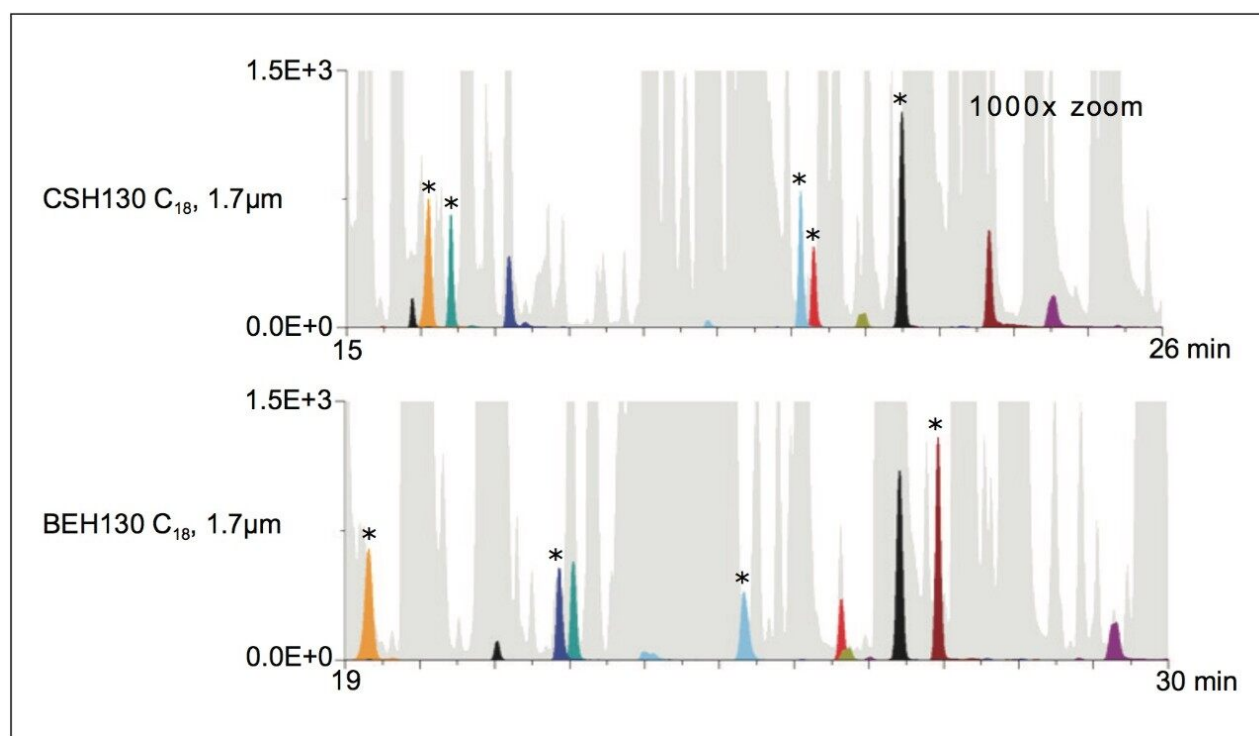 1.5E+3
* * * * *
1000x zoom
CSH130 C₁₈, 1.7µm
0.0E+0
15 26 min
1.5E+3
* * * *
BEH130 C₁₈, 1.7µm
0.0E+0
19 30 min